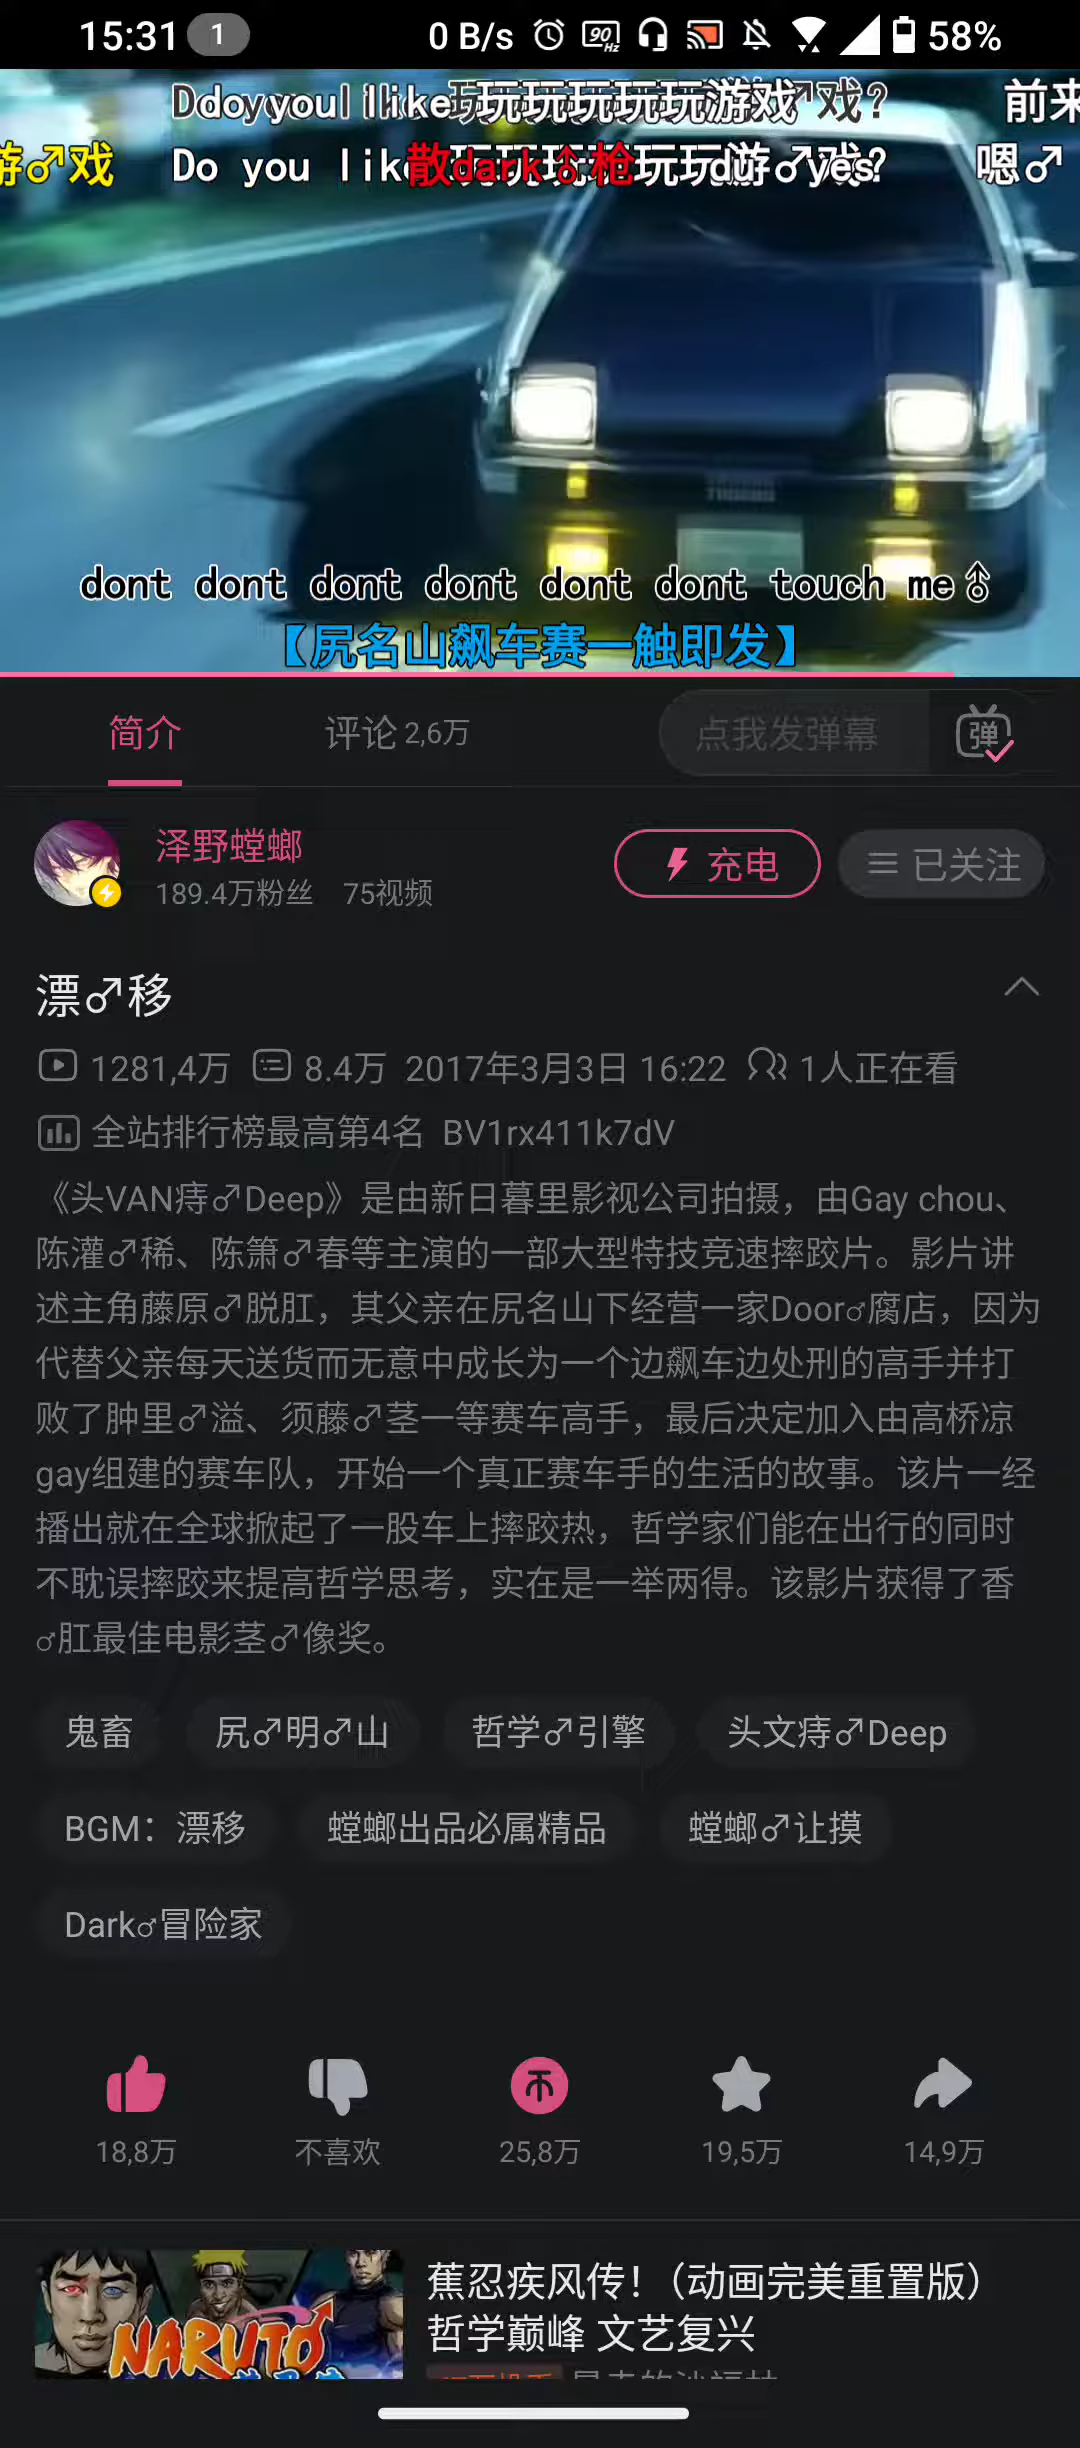 15:31 1 0 B/s 90Hz 58%
前来
游♂戏 Do you like 散dark♂枪 玩玩游♂戏? yes 嗯♂
dont dont dont dont dont dont touch me♂
【尻名山飙车赛一触即发】
简介 评论 2,6万 点我发弹幕 弹
泽野螳螂 充电 已关注
189.4万粉丝 75视频
漂♂移
1281,4万 8.4万 2017年3月3日 16:22 1人正在看
全站排行榜最高第4名 BV1rx411k7dV
《头VAN痔♂Deep》是由新日暮里影视公司拍摄，由Gay chou、
陈灌♂稀、陈箫♂春等主演的一部大型特技竞速摔跤片。影片讲
述主角藤原♂脱肛，其父亲在尻名山下经营一家Door♂腐店，因为
代替父亲每天送货而无意中成长为一个边飙车边处刑的高手并打
败了肿里♂溢、须藤♂茎一等赛车高手，最后决定加入由高桥凉
gay组建的赛车队，开始一个真正赛车手的生活的故事。该片一经
播出就在全球掀起了一股车上摔跤热，哲学家们能在出行的同时
不耽误摔跤来提高哲学思考，实在是一举两得。该影片获得了香
♂肛最佳电影茎♂像奖。
鬼畜 尻♂明♂山 哲学♂引擎 头文痔♂Deep
BGM：漂移 螳螂出品必属精品 螳螂♂让摸
Dark♂冒险家
18,8万 不喜欢 25,8万 19,5万 14,9万
NARUTO 蕉忍疾风传！（动画完美重置版）
哲学巅峰 文艺复兴